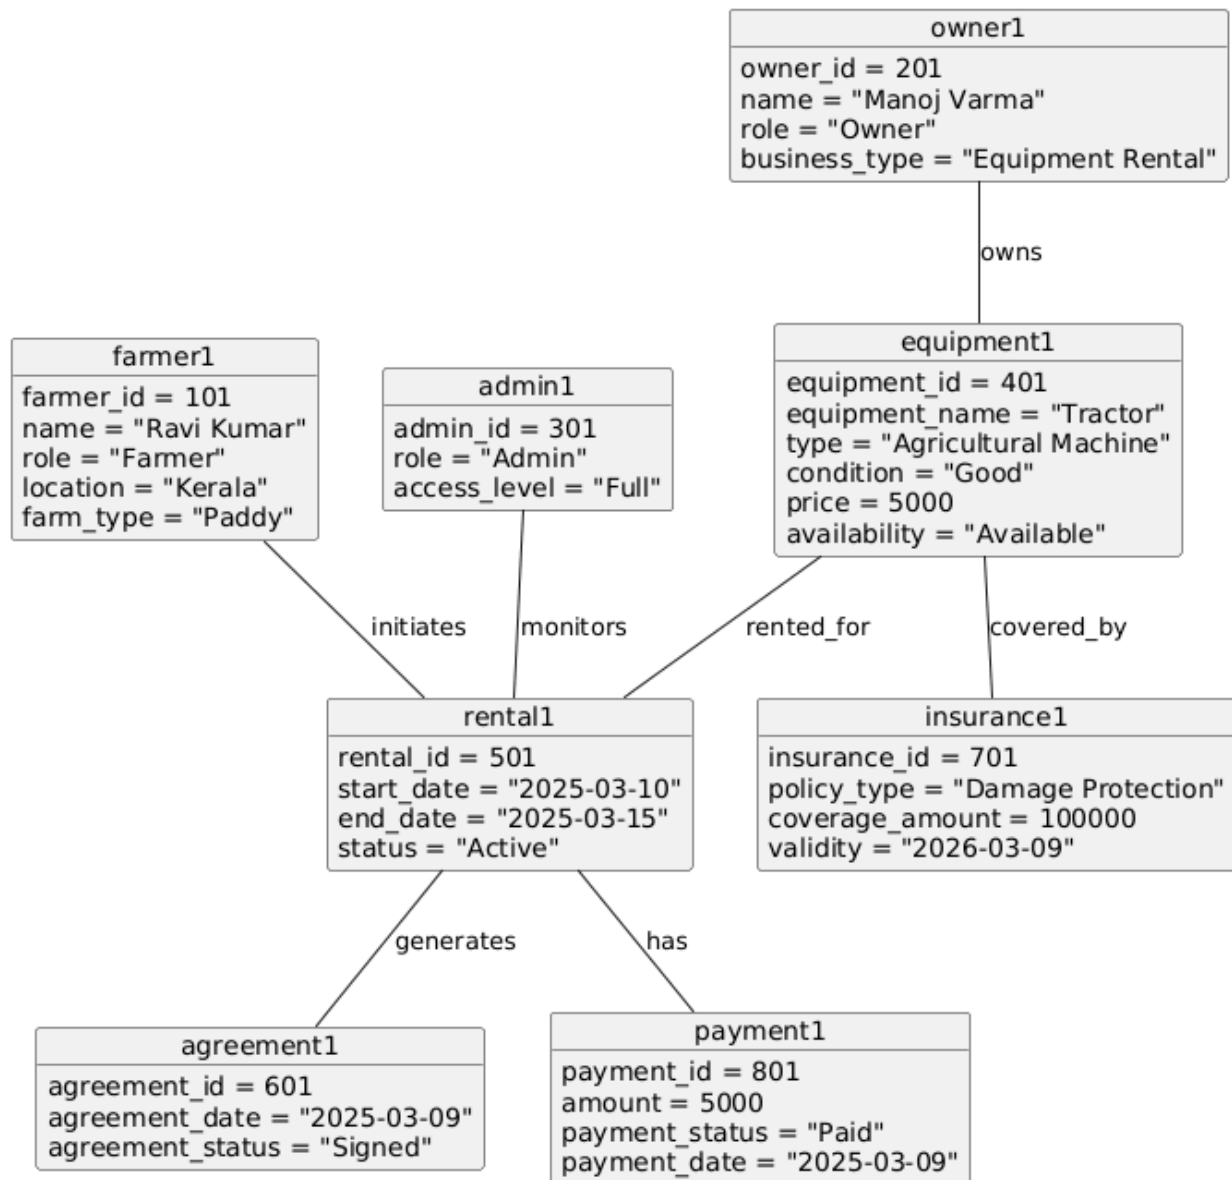 owner1
owner_id = 201
name = "Manoj Varma"
role = "Owner"
business_type = "Equipment Rental"
owns
farmer1
farmer_id = 101
name = "Ravi Kumar"
role = "Farmer"
location = "Kerala"
farm_type = "Paddy"
admin1
admin_id = 301
role = "Admin"
access_level = "Full"
equipment1
equipment_id = 401
equipment_name = "Tractor"
type = "Agricultural Machine"
condition = "Good"
price = 5000
availability = "Available"
initiates
monitors
rented_for
covered_by
rental1
rental_id = 501
start_date = "2025-03-10"
end_date = "2025-03-15"
status = "Active"
insurance1
insurance_id = 701
policy_type = "Damage Protection"
coverage_amount = 100000
validity = "2026-03-09"
generates
has
agreement1
agreement_id = 601
agreement_date = "2025-03-09"
agreement_status = "Signed"
payment1
payment_id = 801
amount = 5000
payment_status = "Paid"
payment_date = "2025-03-09"